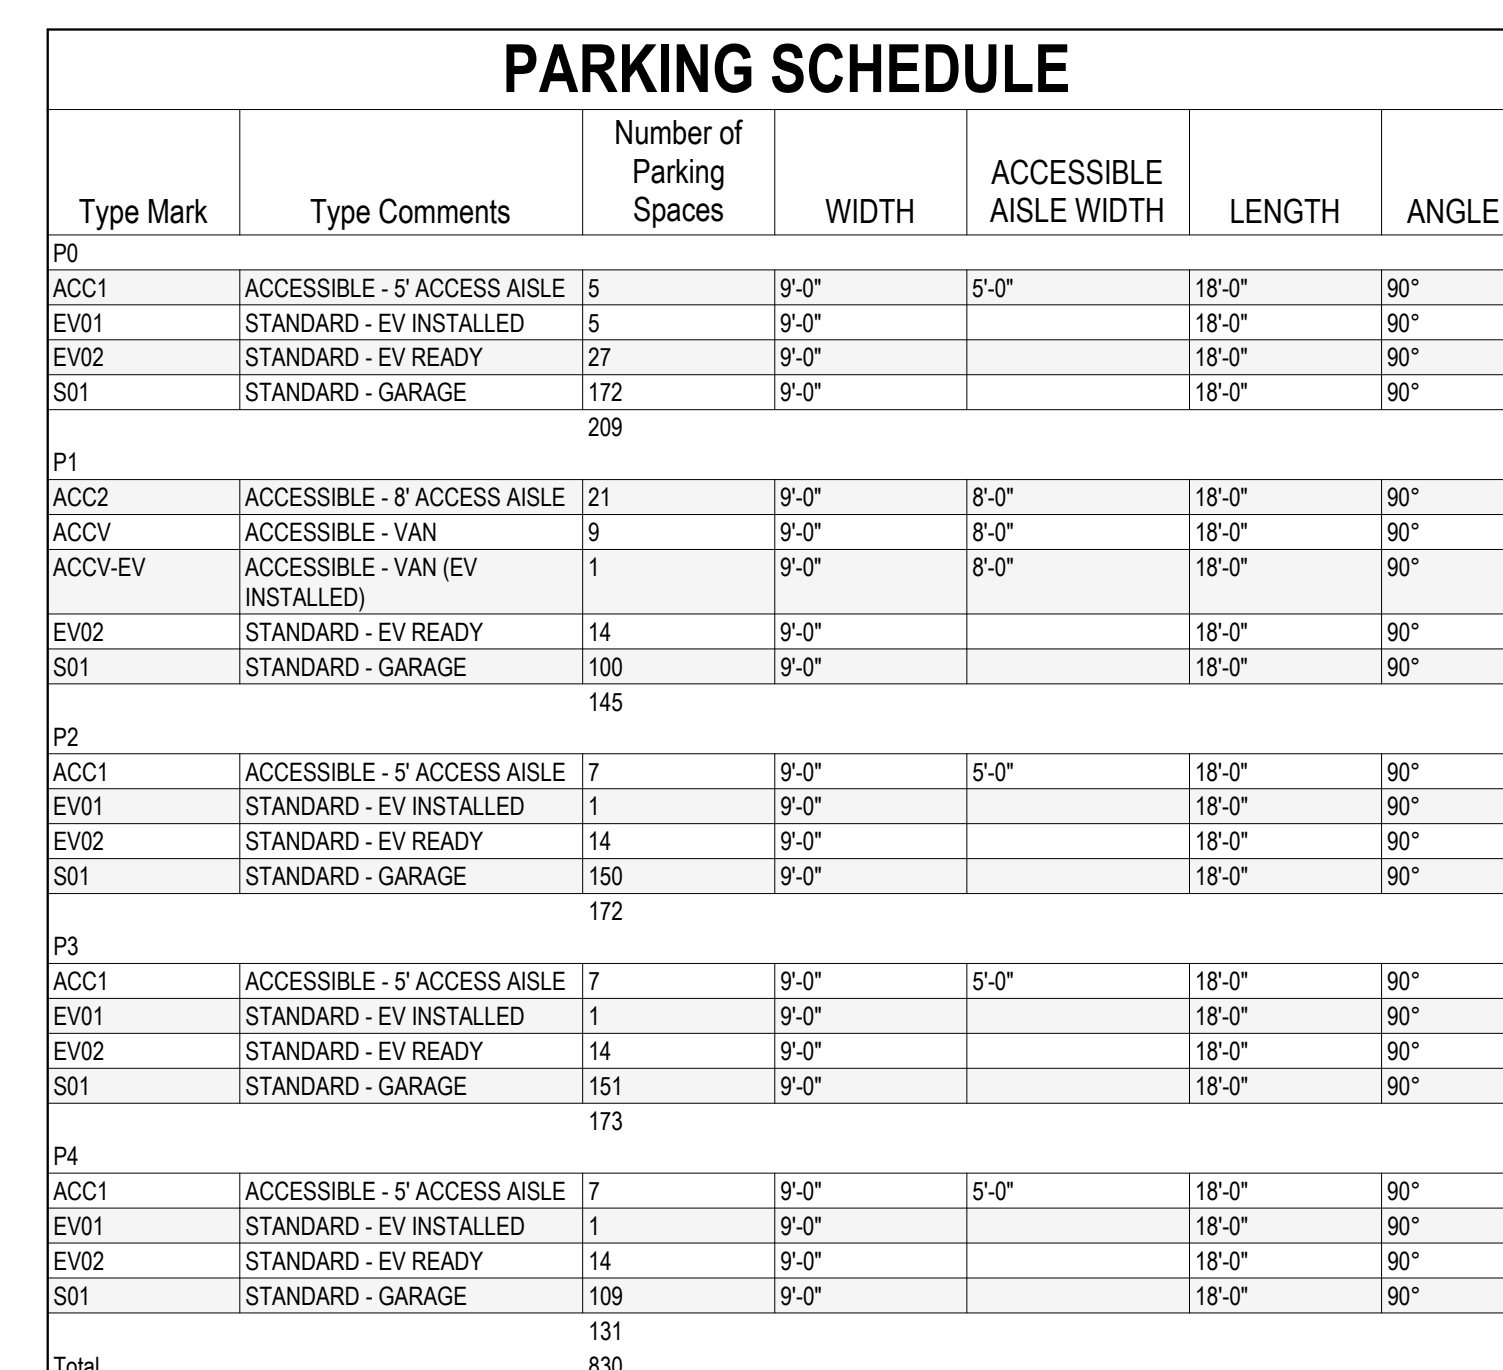 PARKING SCHEDULE
Type Mark Type Comments Number of Parking Spaces WIDTH ACCESSIBLE AISLE WIDTH LENGTH ANGLE
P0
ACC1 ACCESSIBLE - 5' ACCESS AISLE 5 9'-0" 5'-0" 18'-0" 90°
EV01 STANDARD - EV INSTALLED 5 9'-0" 18'-0" 90°
EV02 STANDARD - EV READY 27 9'-0" 18'-0" 90°
S01 STANDARD - GARAGE 172 9'-0" 18'-0" 90°
209
P1
ACC2 ACCESSIBLE - 8' ACCESS AISLE 21 9'-0" 8'-0" 18'-0" 90°
ACCV ACCESSIBLE - VAN 9 9'-0" 8'-0" 18'-0" 90°
ACCV-EV ACCESSIBLE - VAN (EV INSTALLED) 1 9'-0" 8'-0" 18'-0" 90°
EV02 STANDARD - EV READY 14 9'-0" 18'-0" 90°
S01 STANDARD - GARAGE 100 9'-0" 18'-0" 90°
145
P2
ACC1 ACCESSIBLE - 5' ACCESS AISLE 7 9'-0" 5'-0" 18'-0" 90°
EV01 STANDARD - EV INSTALLED 1 9'-0" 18'-0" 90°
EV02 STANDARD - EV READY 14 9'-0" 18'-0" 90°
S01 STANDARD - GARAGE 150 9'-0" 18'-0" 90°
172
P3
ACC1 ACCESSIBLE - 5' ACCESS AISLE 7 9'-0" 5'-0" 18'-0" 90°
EV01 STANDARD - EV INSTALLED 1 9'-0" 18'-0" 90°
EV02 STANDARD - EV READY 14 9'-0" 18'-0" 90°
S01 STANDARD - GARAGE 151 9'-0" 18'-0" 90°
173
P4
ACC1 ACCESSIBLE - 5' ACCESS AISLE 7 9'-0" 5'-0" 18'-0" 90°
EV01 STANDARD - EV INSTALLED 1 9'-0" 18'-0" 90°
EV02 STANDARD - EV READY 14 9'-0" 18'-0" 90°
S01 STANDARD - GARAGE 109 9'-0" 18'-0" 90°
131
Total 830